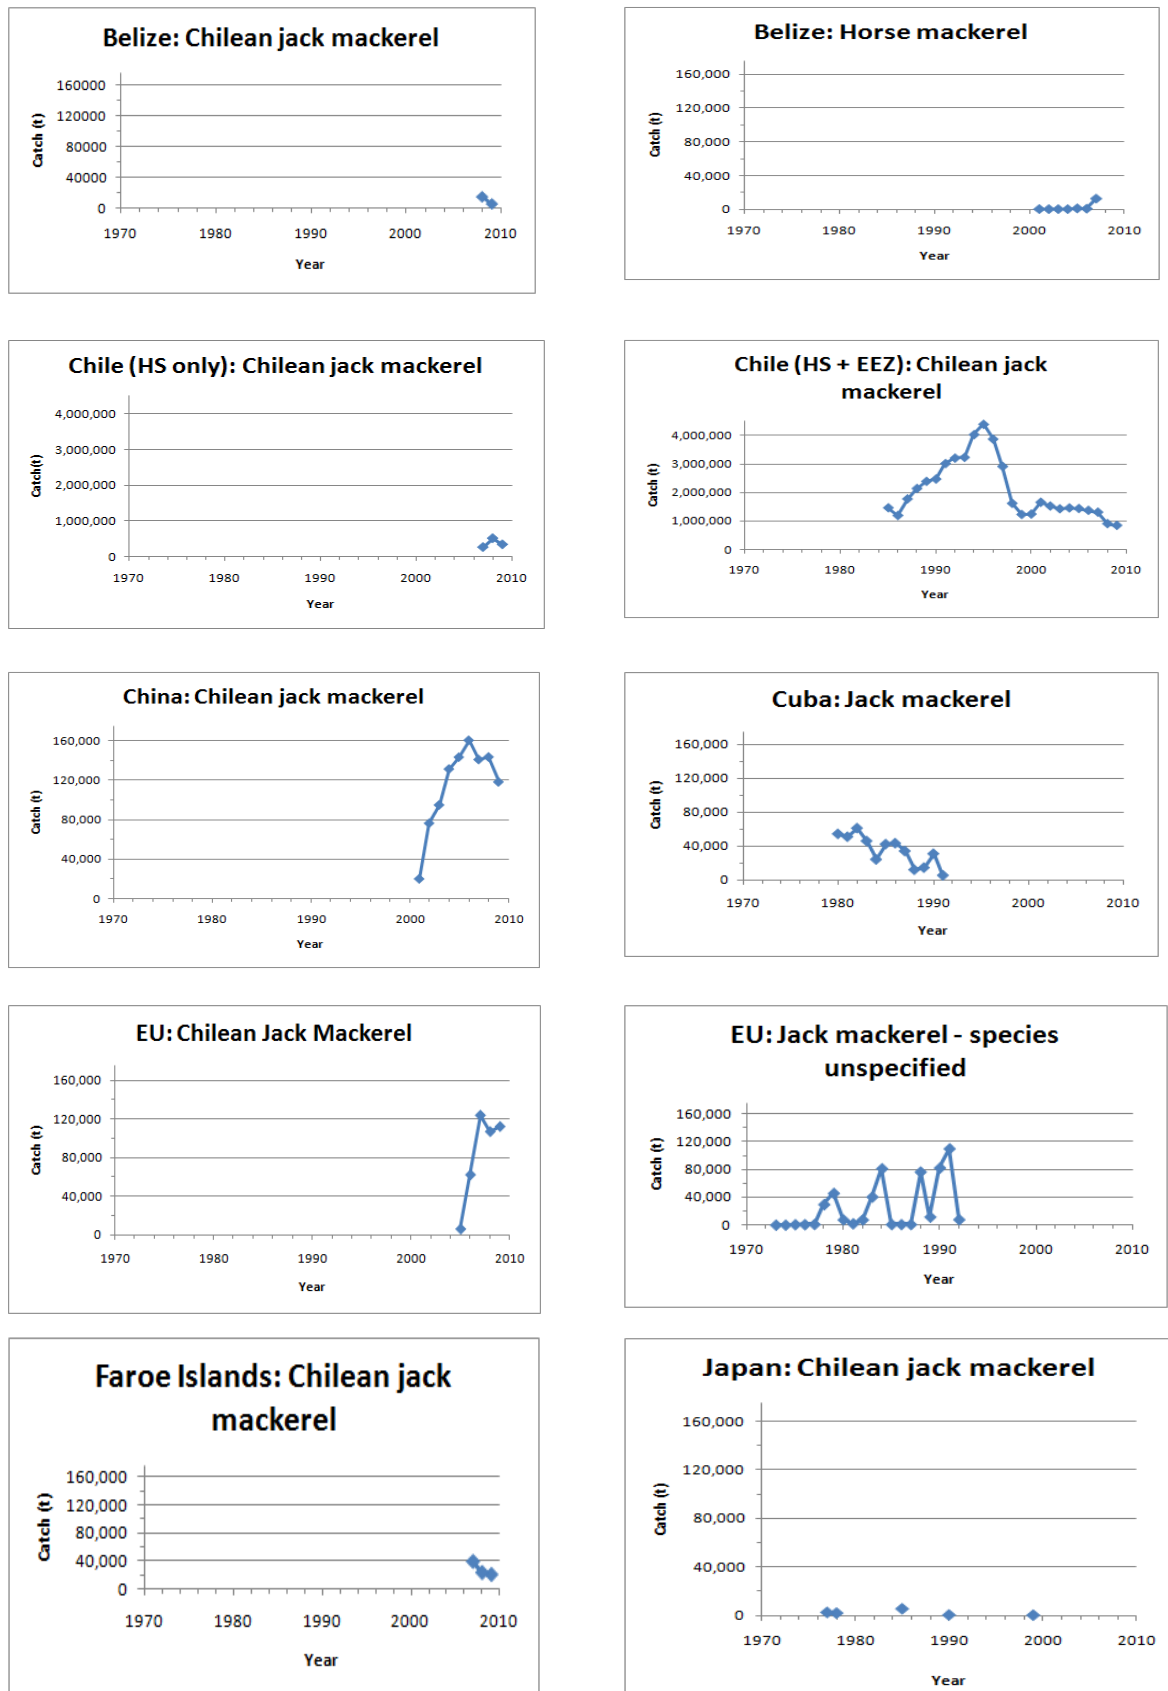 Belize: Chilean jack mackerel
160000
120000
80000
40000
0
Catch (t)
1970 1980 1990 2000 2010
Year
Belize: Horse mackerel
160,000
120,000
80,000
40,000
0
Catch (t)
1970 1980 1990 2000 2010
Year
Chile (HS only): Chilean jack mackerel
4,000,000
3,000,000
2,000,000
1,000,000
0
Catch(t)
1970 1980 1990 2000 2010
Year
Chile (HS + EEZ): Chilean jack
mackerel
4,000,000
3,000,000
2,000,000
1,000,000
0
Catch (t)
1970 1980 1990 2000 2010
Year
China: Chilean jack mackerel
160,000
120,000
80,000
40,000
0
Catch (t)
1970 1980 1990 2000 2010
Year
Cuba: Jack mackerel
160,000
120,000
80,000
40,000
0
Catch (t)
1970 1980 1990 2000 2010
Year
EU: Chilean Jack Mackerel
160,000
120,000
80,000
40,000
0
Catch (t)
1970 1980 1990 2000 2010
Year
EU: Jack mackerel - species
unspecified
160,000
120,000
80,000
40,000
0
Catch (t)
1970 1980 1990 2000 2010
Year
Faroe Islands: Chilean jack
mackerel
160,000
120,000
80,000
40,000
0
Catch (t)
1970 1980 1990 2000 2010
Year
Japan: Chilean jack mackerel
160,000
120,000
80,000
40,000
0
Catch (t)
1970 1980 1990 2000 2010
Year